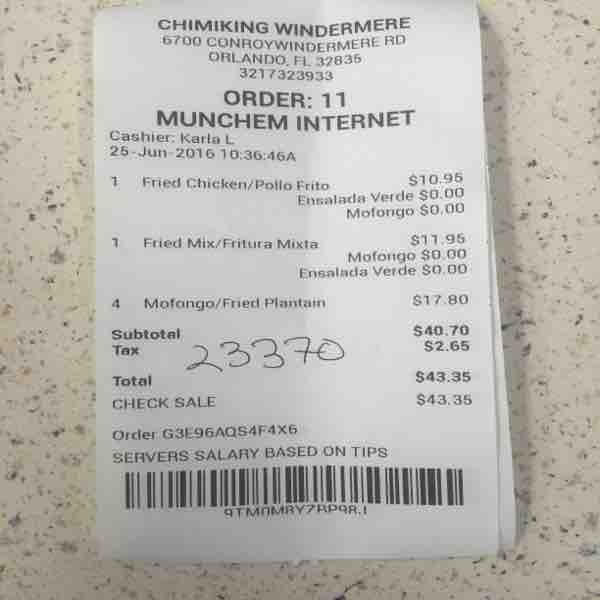 CHIMIKING WINDERMERE
6700 CONROYWINDERMERE RD
ORLANDO, FL 32835
3217323933
ORDER: 11
MUNCHEM INTERNET
Cashier: Karla L
25-Jun-2016 10:36:46A
1 Fried Chicken/Pollo Frito $10.95
Ensalada Verde $0.00
Mofongo $0.00
1 Fried Mix/Fritura Mixta $11.95
Mofongo $0.00
Ensalada Verde $0.00
4 Mofongo/Fried Plantain $17.80
Subtotal $40.70
Tax $2.65
23370
Total $43.35
CHECK SALE $43.35
Order G3E96AQS4F4X6
SERVERS SALARY BASED ON TIPS